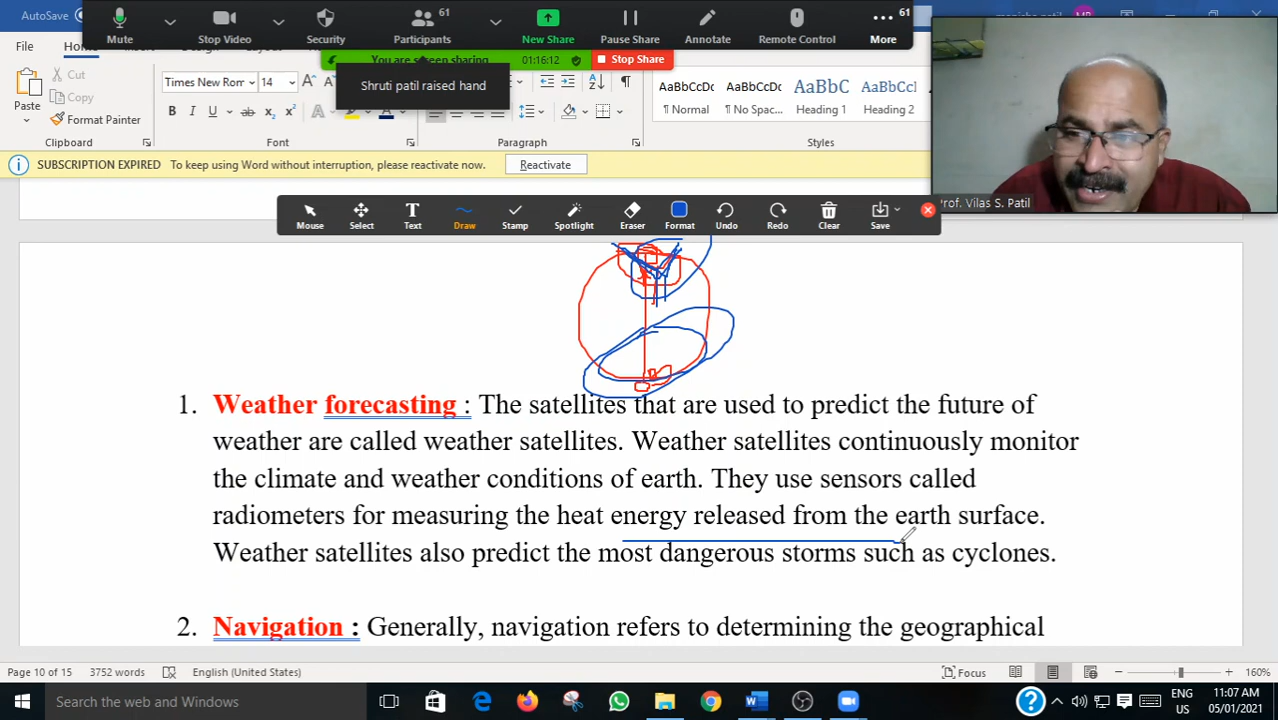 AutoSave
61
61
Mute
Stop Video
Security
Participants
New Share
Pause Share
Annotate
Remote Control
More
You are screen sharing
01:16:12
Stop Share
Shruti patil raised hand
File
Paste
Cut
Copy
Format Painter
Clipboard
Times New Rom
14
Font
Paragraph
AaBbCcDc
¶ Normal
AaBbCcDc
¶ No Spac...
AaBbC
Heading 1
AaBbCcD
Heading 2
Styles
SUBSCRIPTION EXPIRED To keep using Word without interruption, please reactivate now.
Reactivate
Prof. Vilas S. Patil
Mouse
Select
Text
Draw
Stamp
Spotlight
Eraser
Format
Undo
Redo
Clear
Save
1. Weather forecasting : The satellites that are used to predict the future of
weather are called weather satellites. Weather satellites continuously monitor
the climate and weather conditions of earth. They use sensors called
radiometers for measuring the heat energy released from the earth surface.
Weather satellites also predict the most dangerous storms such as cyclones.
2. Navigation : Generally, navigation refers to determining the geographical
Page 10 of 15
3752 words
English (United States)
Focus
160%
Search the web and Windows
ENG
US
11:07 AM
05/01/2021